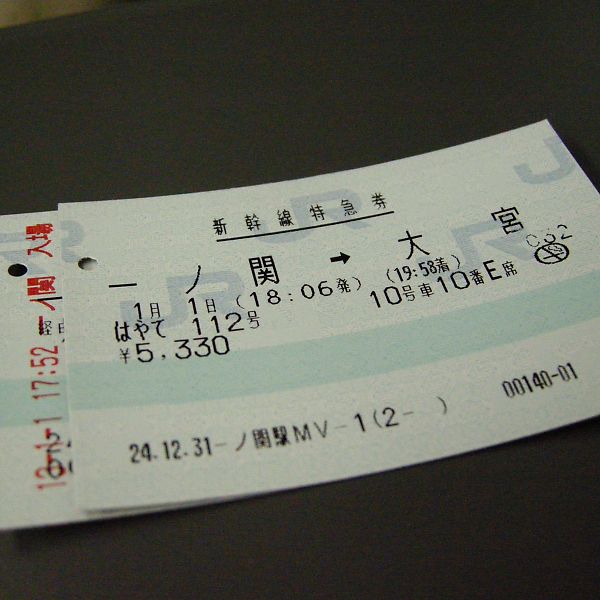 新幹線特急券
一ノ関 → 大宮
1月 1日 (18:06発) (19:58着) C32
はやて 112号 10号車10番E席
¥5,330
00140-01
24.12.31 一ノ関駅MV-1(2- )
17:52 一ノ関 入場
JR